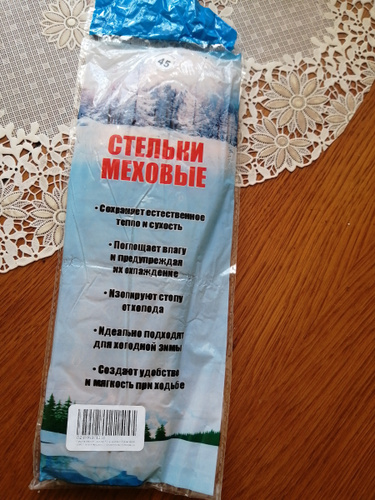 45
СТЕЛЬКИ
МЕХОВЫЕ
• Сохраняет естественное
тепло и сухость
• Поглощает влагу
и предупреждая
их охлаждение
• Изолируют стопу
от холода
• Идеально подходят
для холодной зимы
• Создает удобство
и мягкость при ходьбе